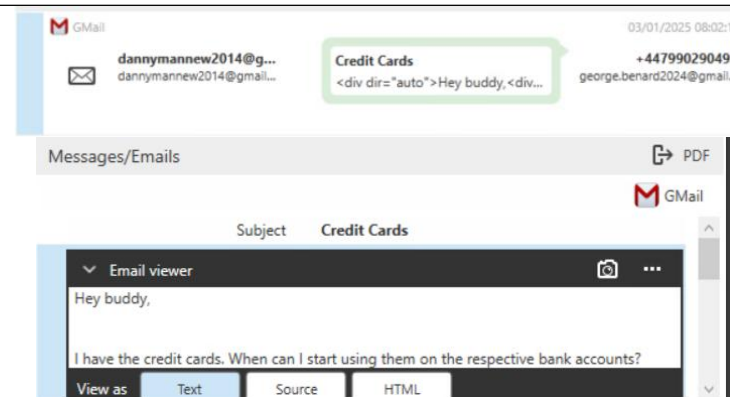 GMail
03/01/2025 08:02:1
dannymannew2014@g...
dannymannew2014@gmail...
Credit Cards
<div dir="auto">Hey buddy,<div...
+44799029049
george.benard2024@gmail.
Messages/Emails
PDF
GMail
Subject Credit Cards
Email viewer
Hey buddy,
I have the credit cards. When can I start using them on the respective bank accounts?
View as Text Source HTML